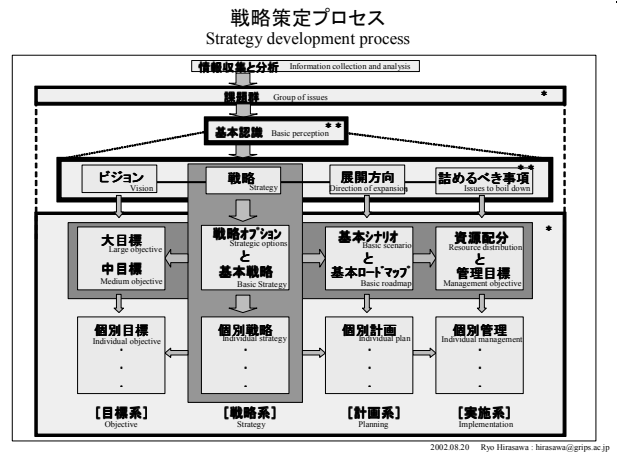 戦略策定プロセス
Strategy development process
情報収集と分析 Information collection and analysis
課題群 Group of issues *
基本認識 Basic perception **
ビジョン
Vision
戦略
Strategy
展開方向
Direction of expansion
**
詰めるべき事項
Issues to boil down
*
大目標
Large objective
中目標
Medium objective
戦略オプション
Strategic options
と
基本戦略
Basic Strategy
基本シナリオ
Basic scenario
と
基本ロードマップ
Basic roadmap
資源配分
Resource distribution
と
管理目標
Management objective
個別目標
Individual objective
個別戦略
Individual strategy
個別計画
Individual plan
個別管理
Individual management
[目標系]
Objective
[戦略系]
Strategy
[計画系]
Planning
[実施系]
Implementation
2002.08.20 Ryo Hirasawa : hirasawa@grips.ac.jp